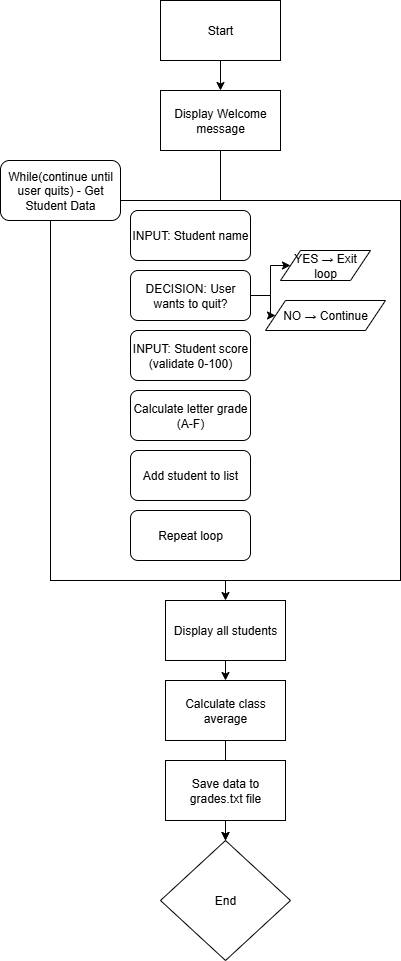 Start
Display Welcome
message
While(continue until
user quits) - Get
Student Data
INPUT: Student name
DECISION: User
wants to quit?
YES → Exit
loop
NO → Continue
INPUT: Student score
(validate 0-100)
Calculate letter grade
(A-F)
Add student to list
Repeat loop
Display all students
Calculate class
average
Save data to
grades.txt file
End